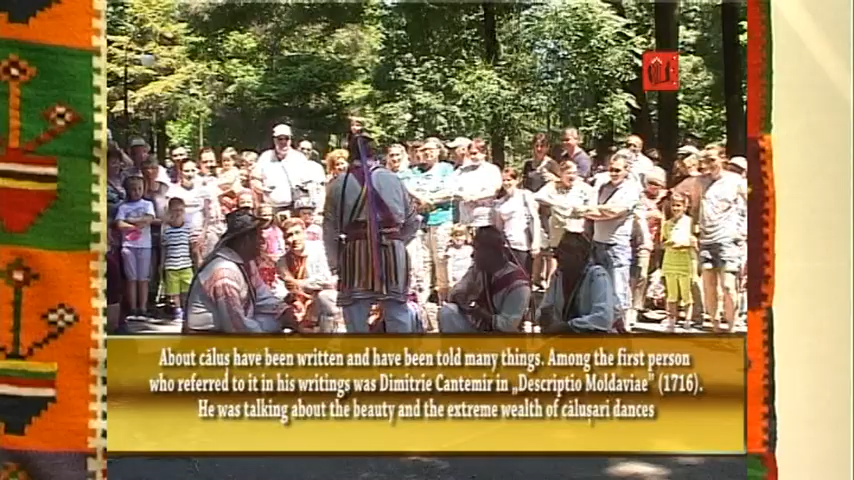 About căluș have been written and have been told many things. Among the first person
who referred to it in his writings was Dimitrie Cantemir in „Descriptio Moldaviae” (1716).
He was talking about the beauty and the extreme wealth of călușari dances